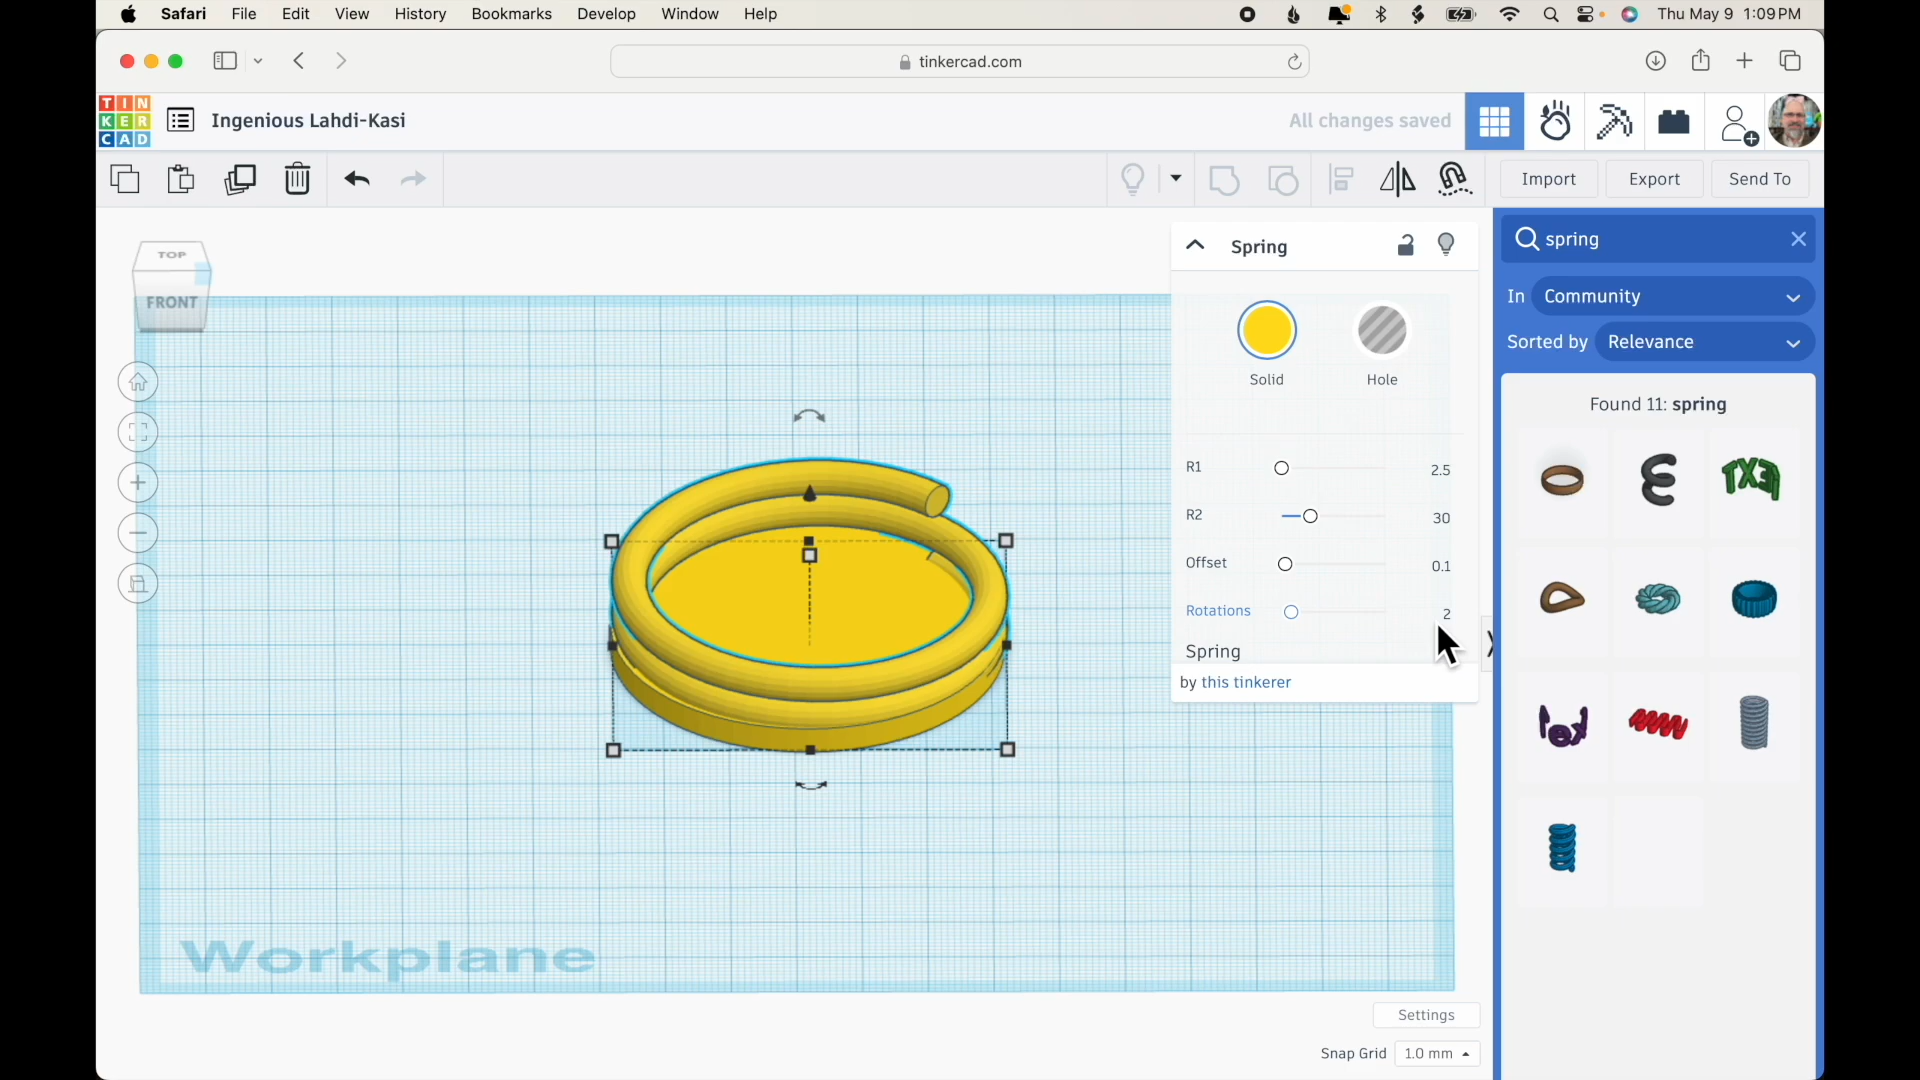 Safari File Edit View History Bookmarks Develop Window Help Thu May 9 1:09 PM
tinkercad.com
TIN
KER
CAD
Ingenious Lahdi-Kasi
All changes saved
Import Export Send To
TOP
FRONT
Spring
Solid Hole
R1 2.5
R2 30
Offset 0.1
Rotations 2
Spring
by this tinkerer
spring
In Community
Sorted by Relevance
Found 11: spring
TEXT
Workplane
Settings
Snap Grid 1.0 mm